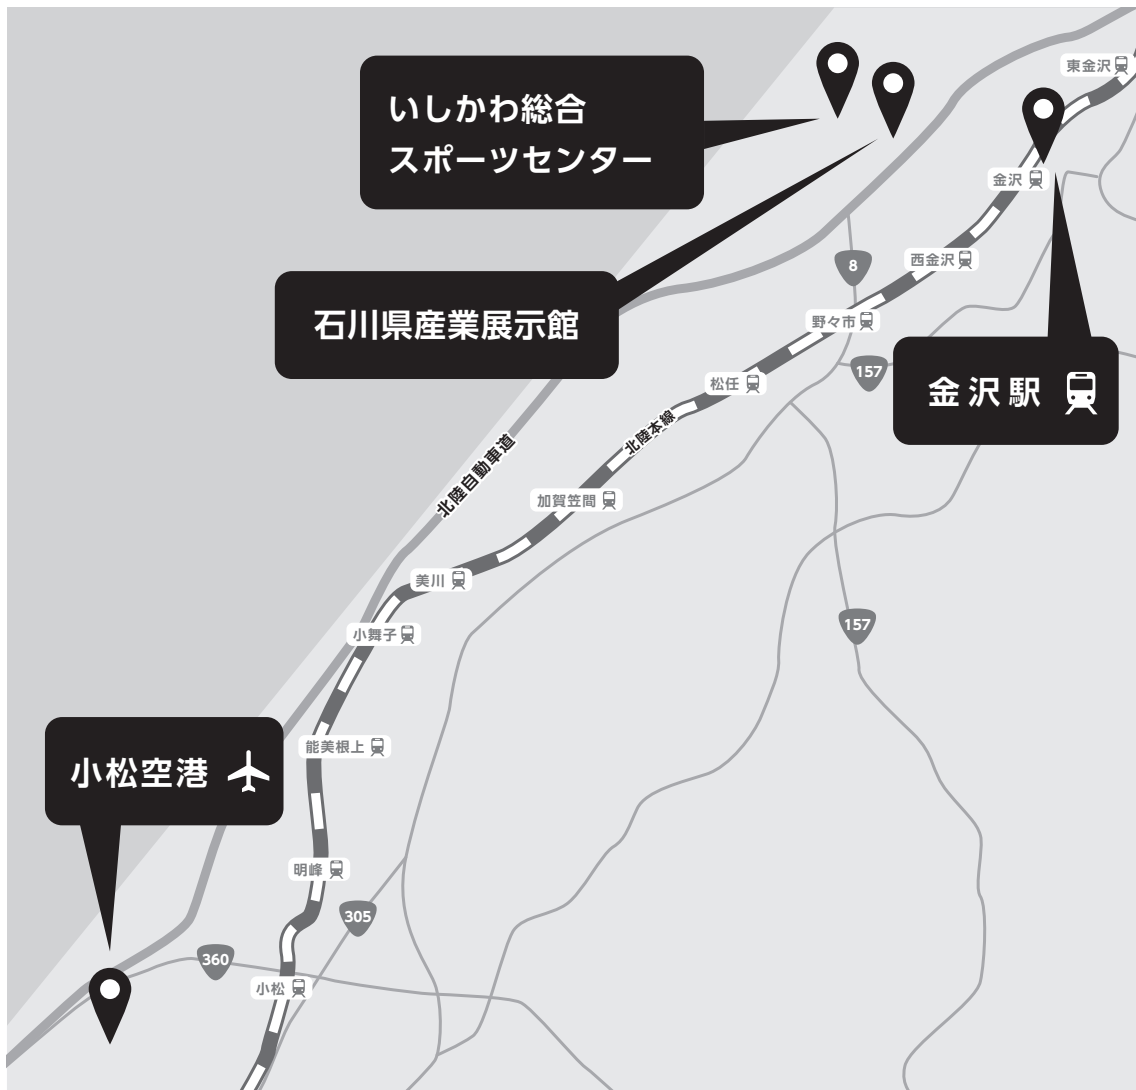 東金沢
いしかわ総合
スポーツセンター
金沢
西金沢
8
石川県産業展示館
野々市
157
松任
金沢駅
北陸本線
北陸自動車道
加賀笠間
美川
157
小舞子
能美根上
小松空港
明峰
305
360
小松